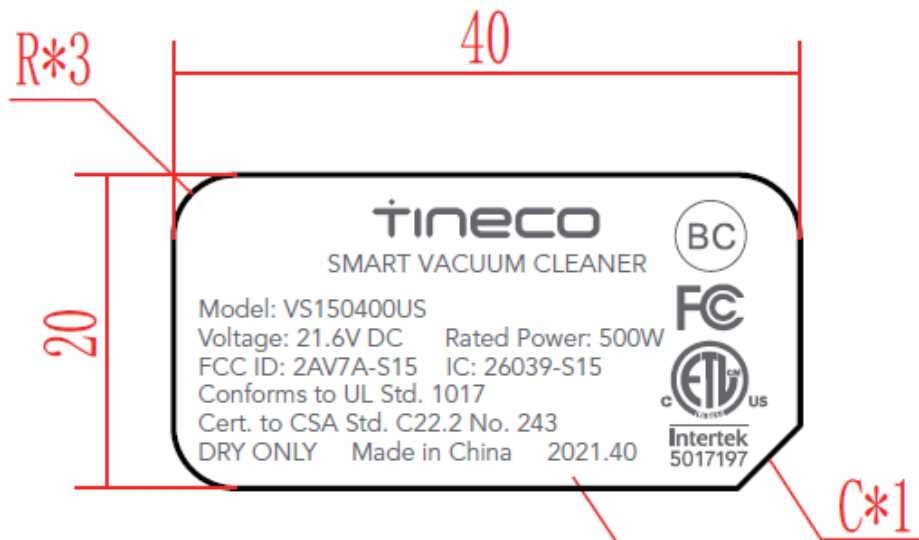 40
R*3
20
tineco
SMART VACUUM CLEANER
BC
FC
Model: VS150400US
Voltage: 21.6V DC Rated Power: 500W
FCC ID: 2AV7A-S15 IC: 26039-S15
Conforms to UL Std. 1017
Cert. to CSA Std. C22.2 No. 243
DRY ONLY Made in China 2021.40
ETL CM
C US
LISTED
Intertek
5017197
C*1